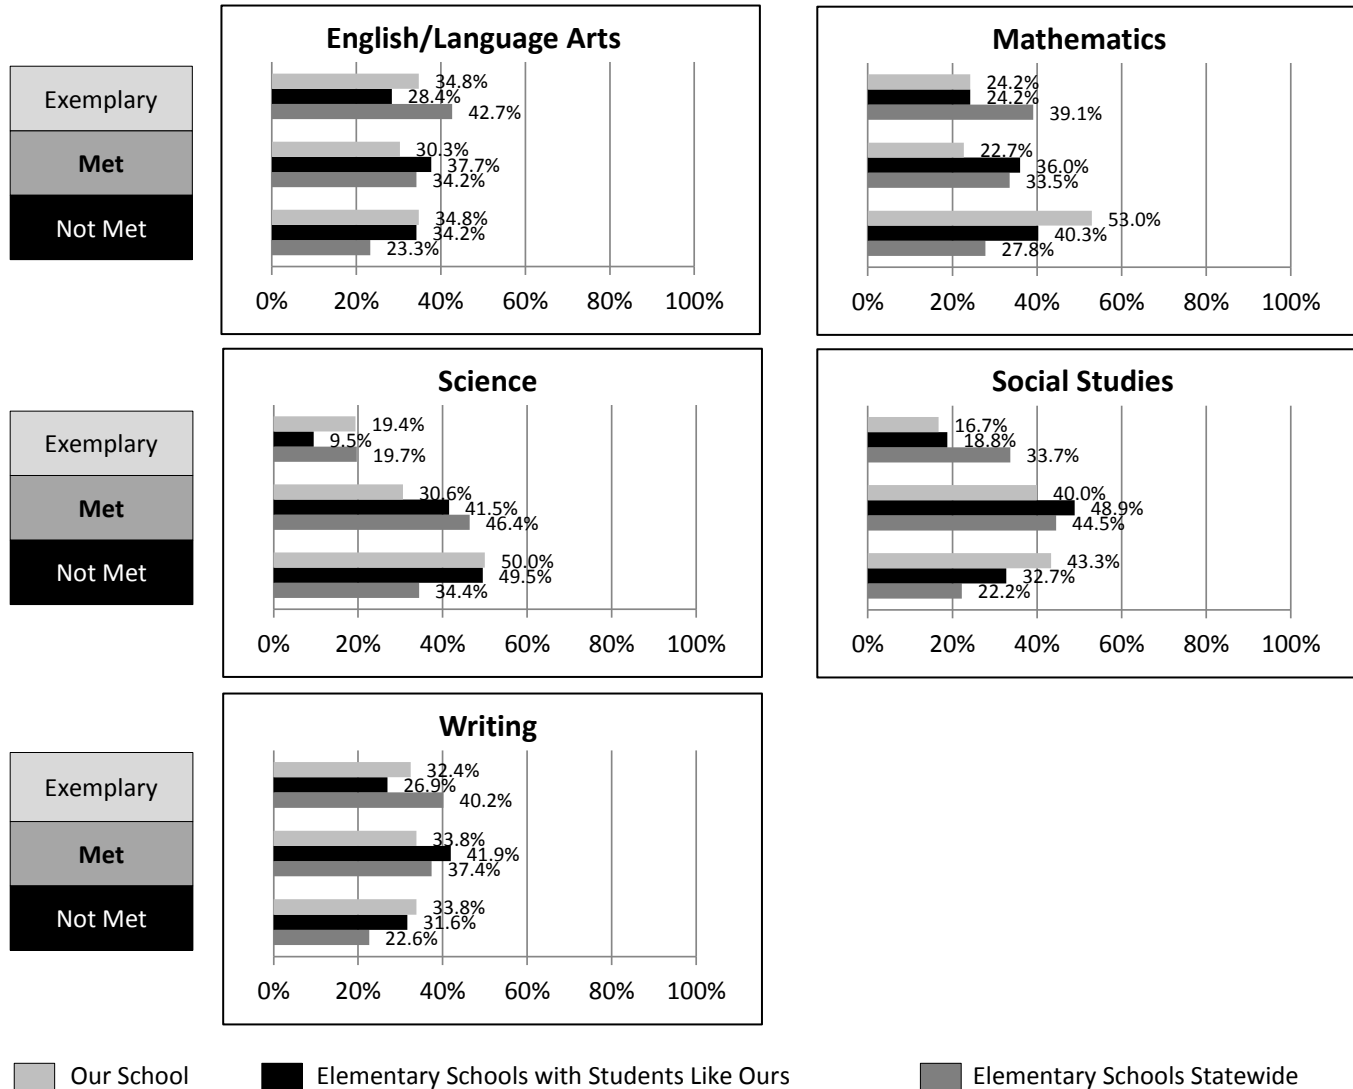 English/Language Arts
Exemplary
Met
Not Met
34.8%
28.4%
42.7%
30.3%
37.7%
34.2%
34.8%
34.2%
23.3%
0% 20% 40% 60% 80% 100%
Mathematics
24.2%
24.2%
39.1%
22.7%
36.0%
33.5%
53.0%
40.3%
27.8%
0% 20% 40% 60% 80% 100%
Science
Exemplary
Met
Not Met
19.4%
9.5%
19.7%
30.6%
41.5%
46.4%
50.0%
49.5%
34.4%
0% 20% 40% 60% 80% 100%
Social Studies
16.7%
18.8%
33.7%
40.0%
48.9%
44.5%
43.3%
32.7%
22.2%
0% 20% 40% 60% 80% 100%
Writing
Exemplary
Met
Not Met
32.4%
26.9%
40.2%
33.8%
41.9%
37.4%
33.8%
31.6%
22.6%
0% 20% 40% 60% 80% 100%
Our School Elementary Schools with Students Like Ours Elementary Schools Statewide